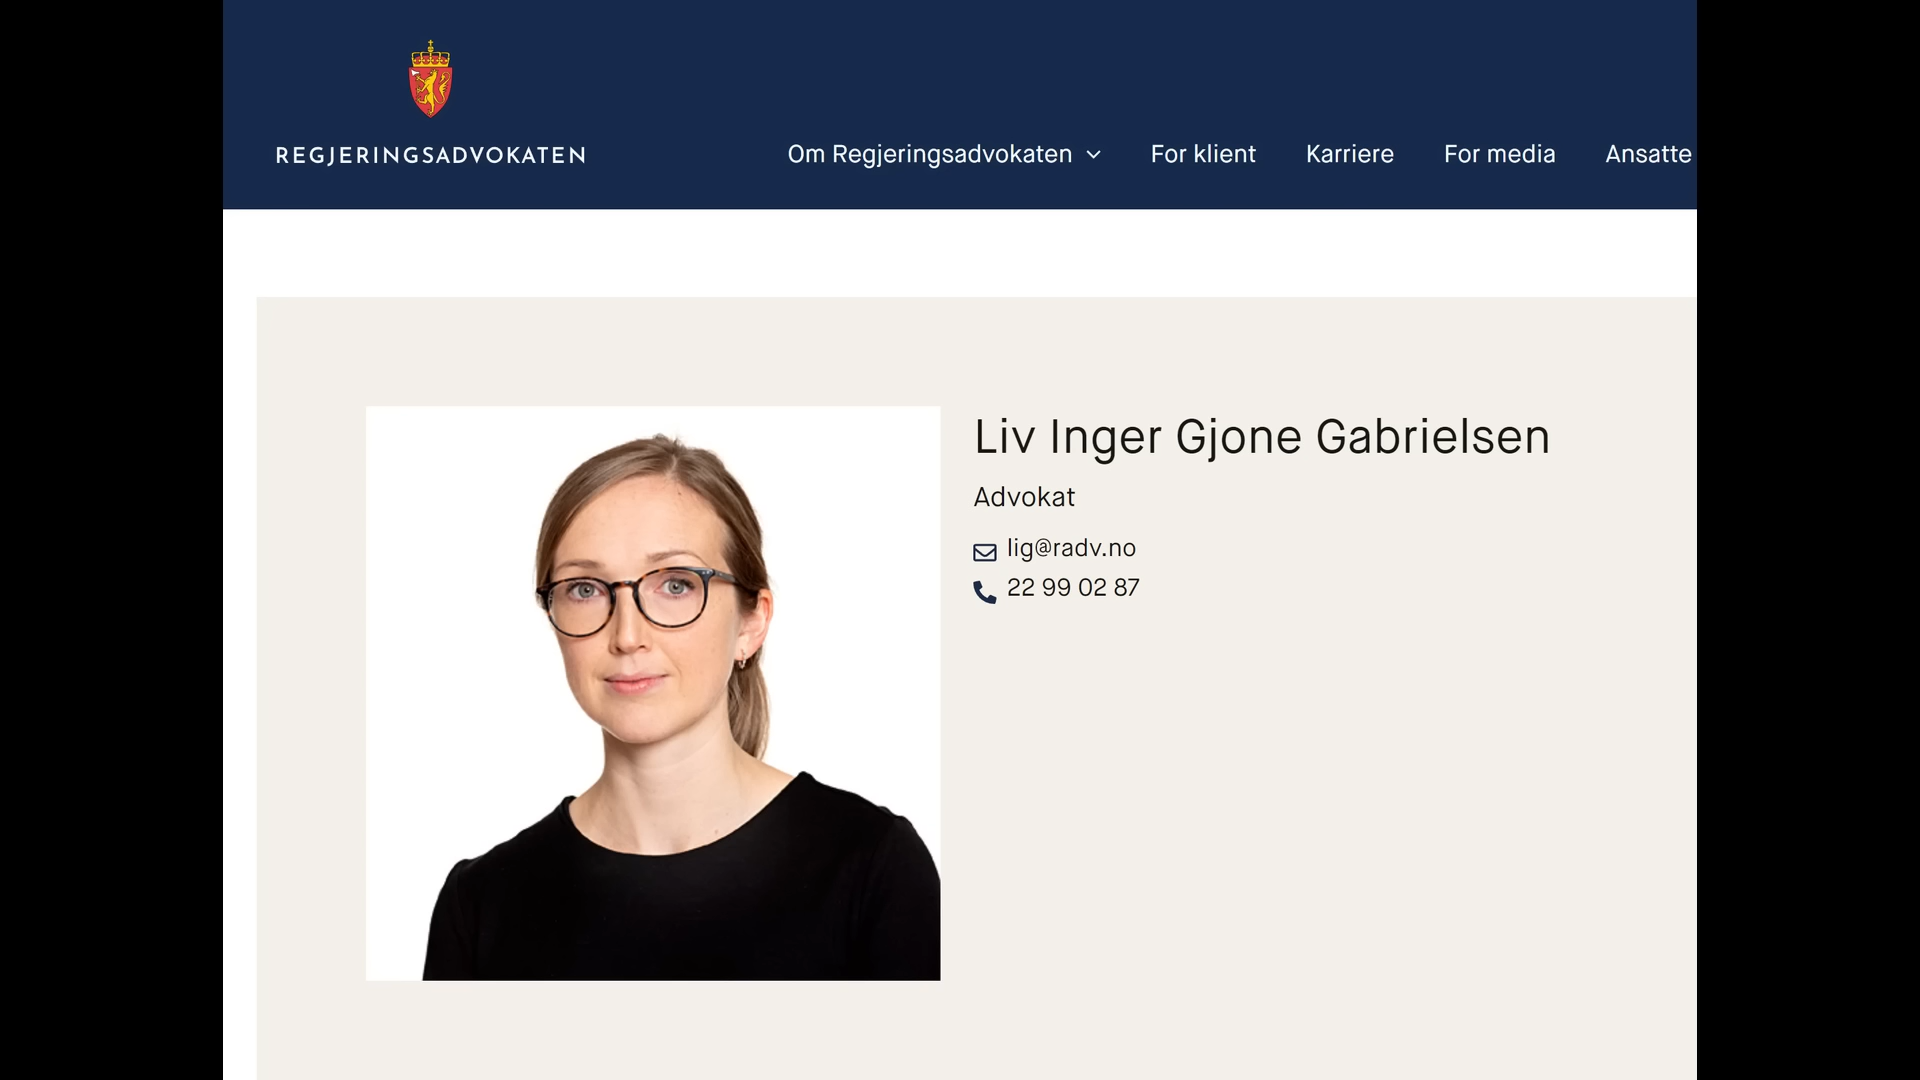 REGJERINGSADVOKATEN
Om Regjeringsadvokaten For klient Karriere For media Ansatte
Liv Inger Gjone Gabrielsen
Advokat
lig@radv.no
22 99 02 87